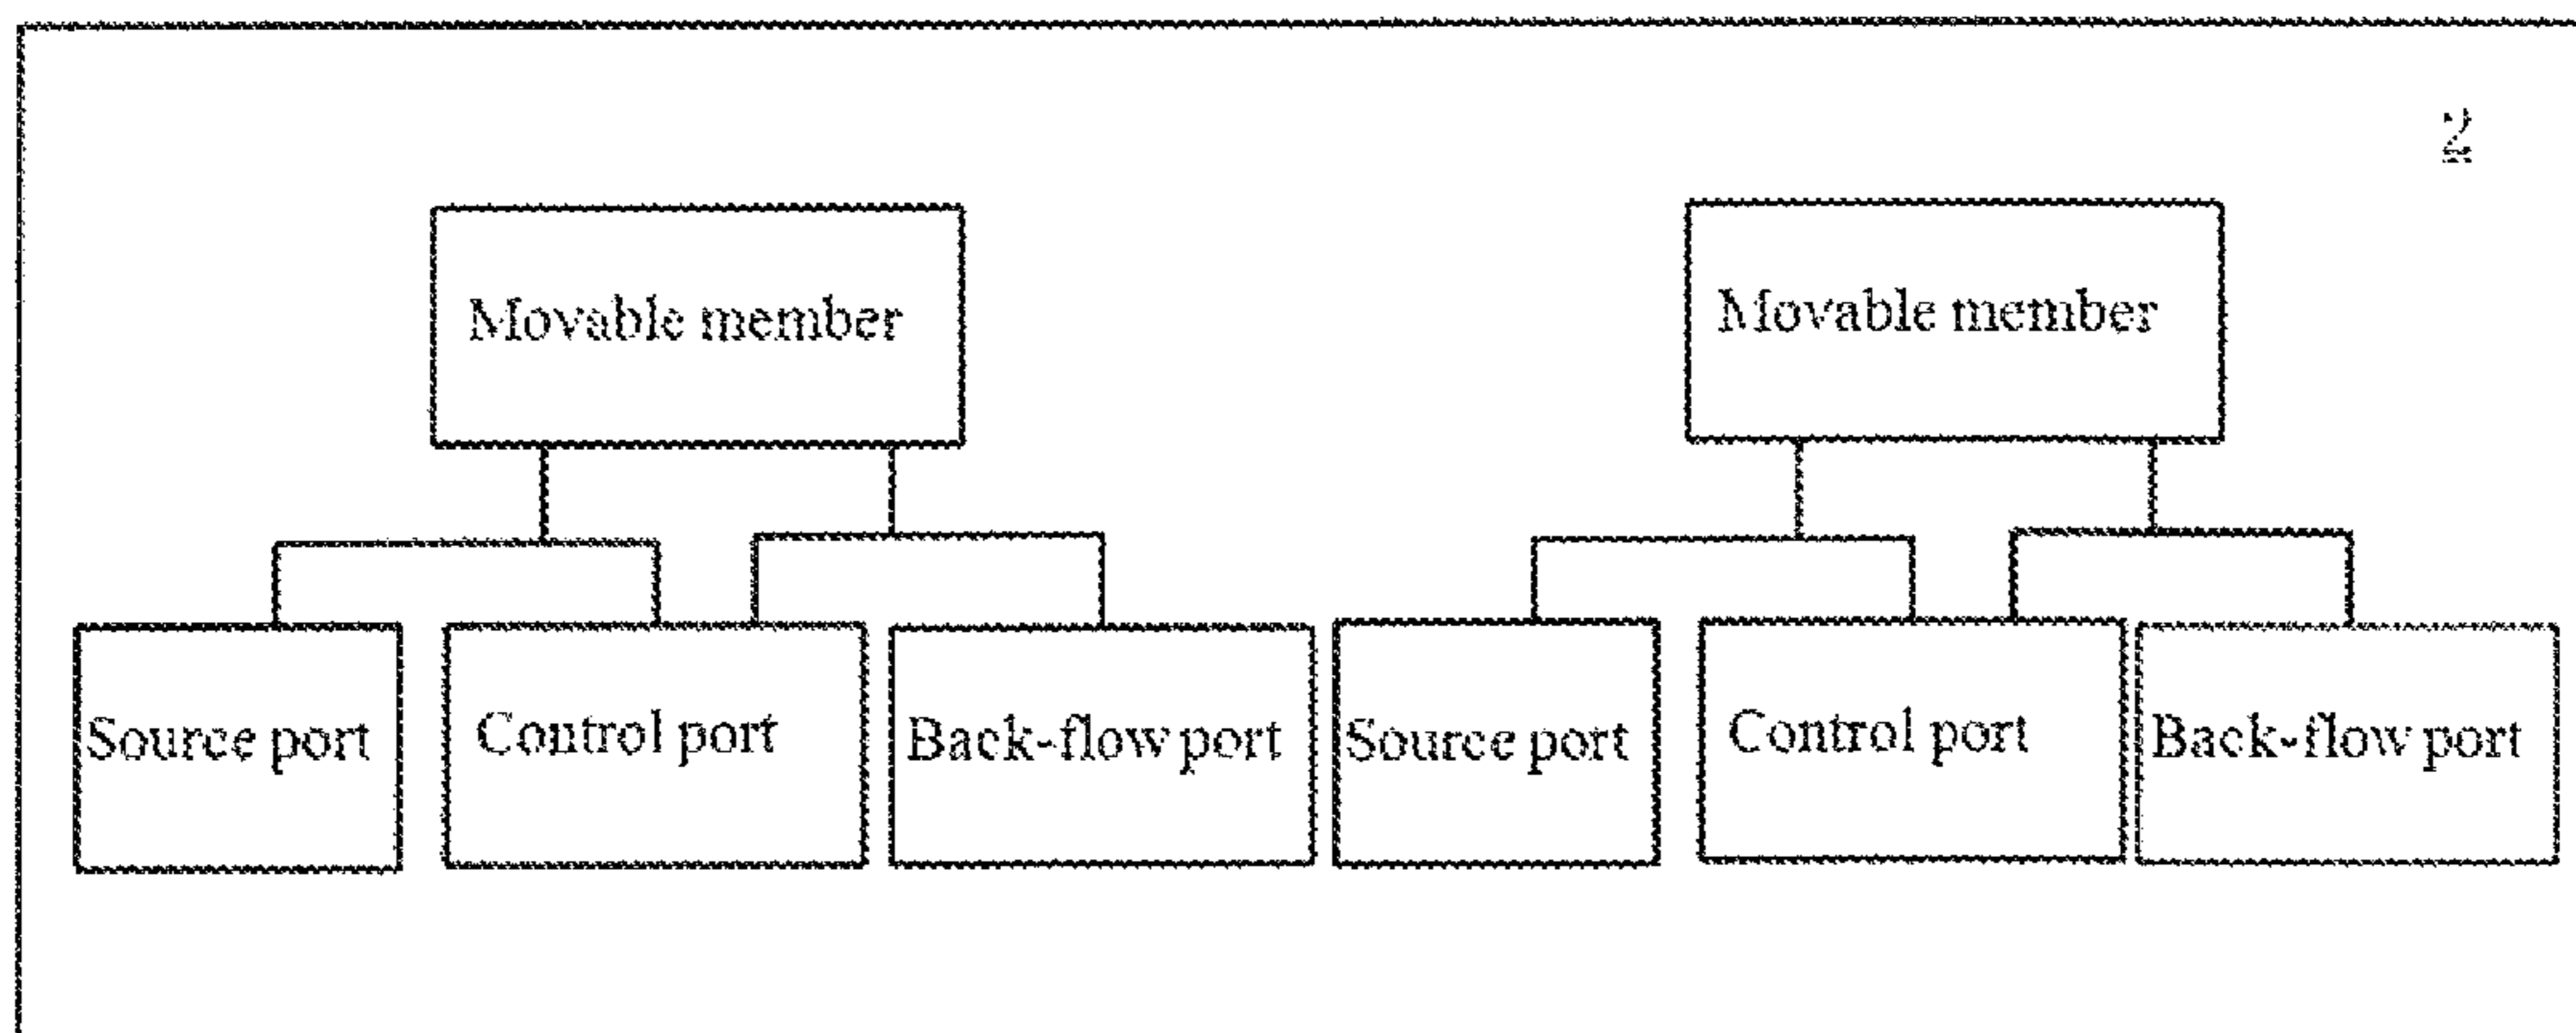 2
Movable member
Movable member
Source port
Control port
Back-flow port
Source port
Control port
Back-flow port